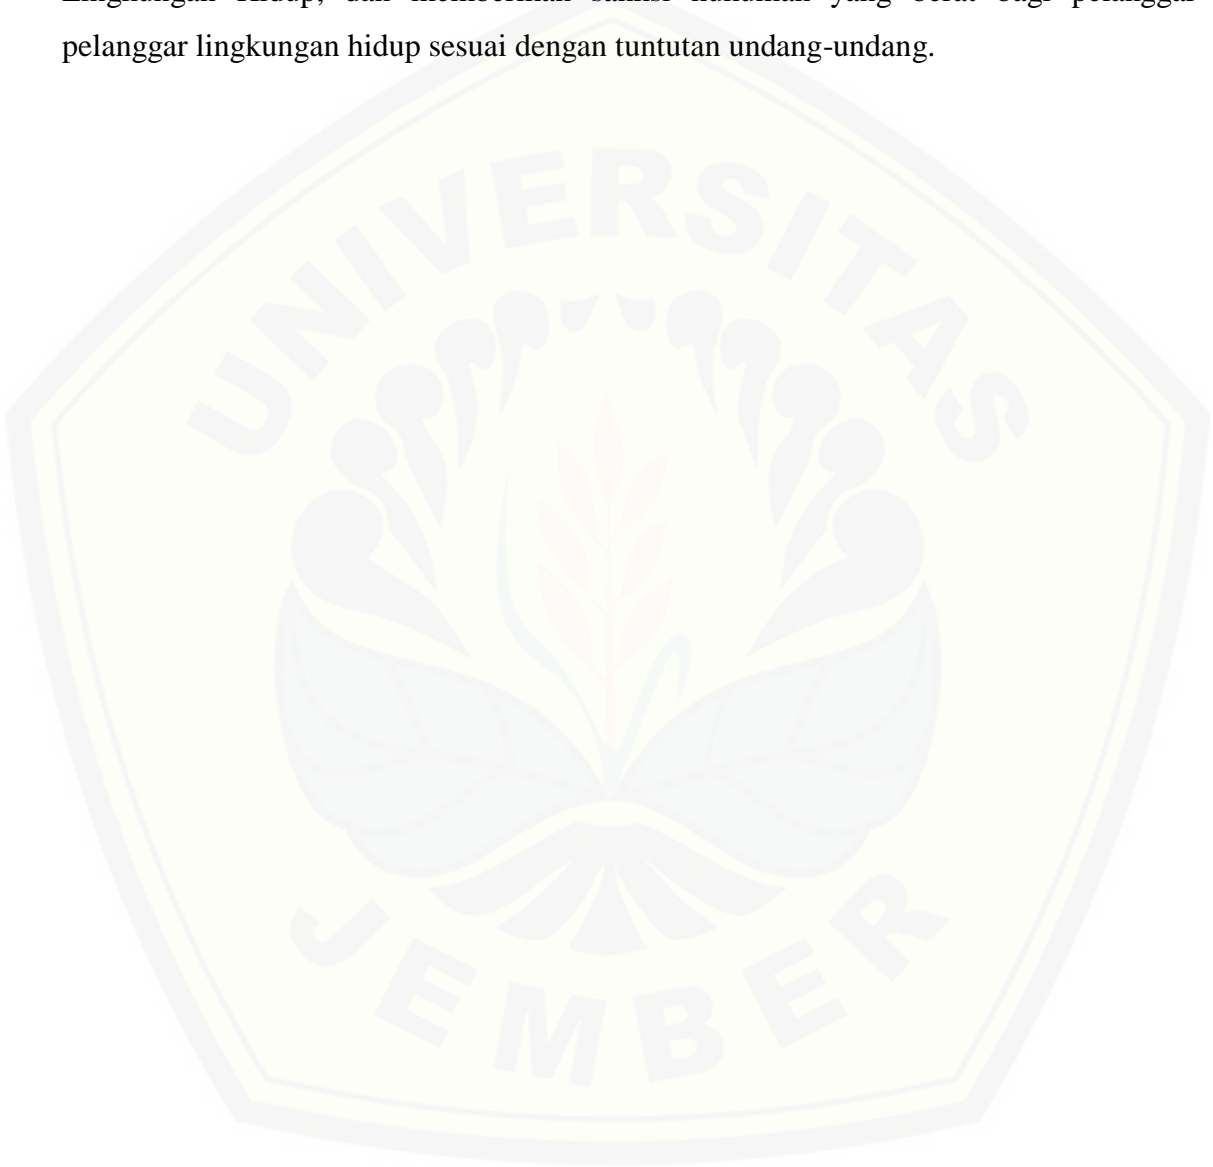 Lingkungan Hidup, dan memberikan sanksi hukuman yang berat bagi pelanggar
pelanggar lingkungan hidup sesuai dengan tuntutan undang-undang.
UNIVERSITAS
JEMBER